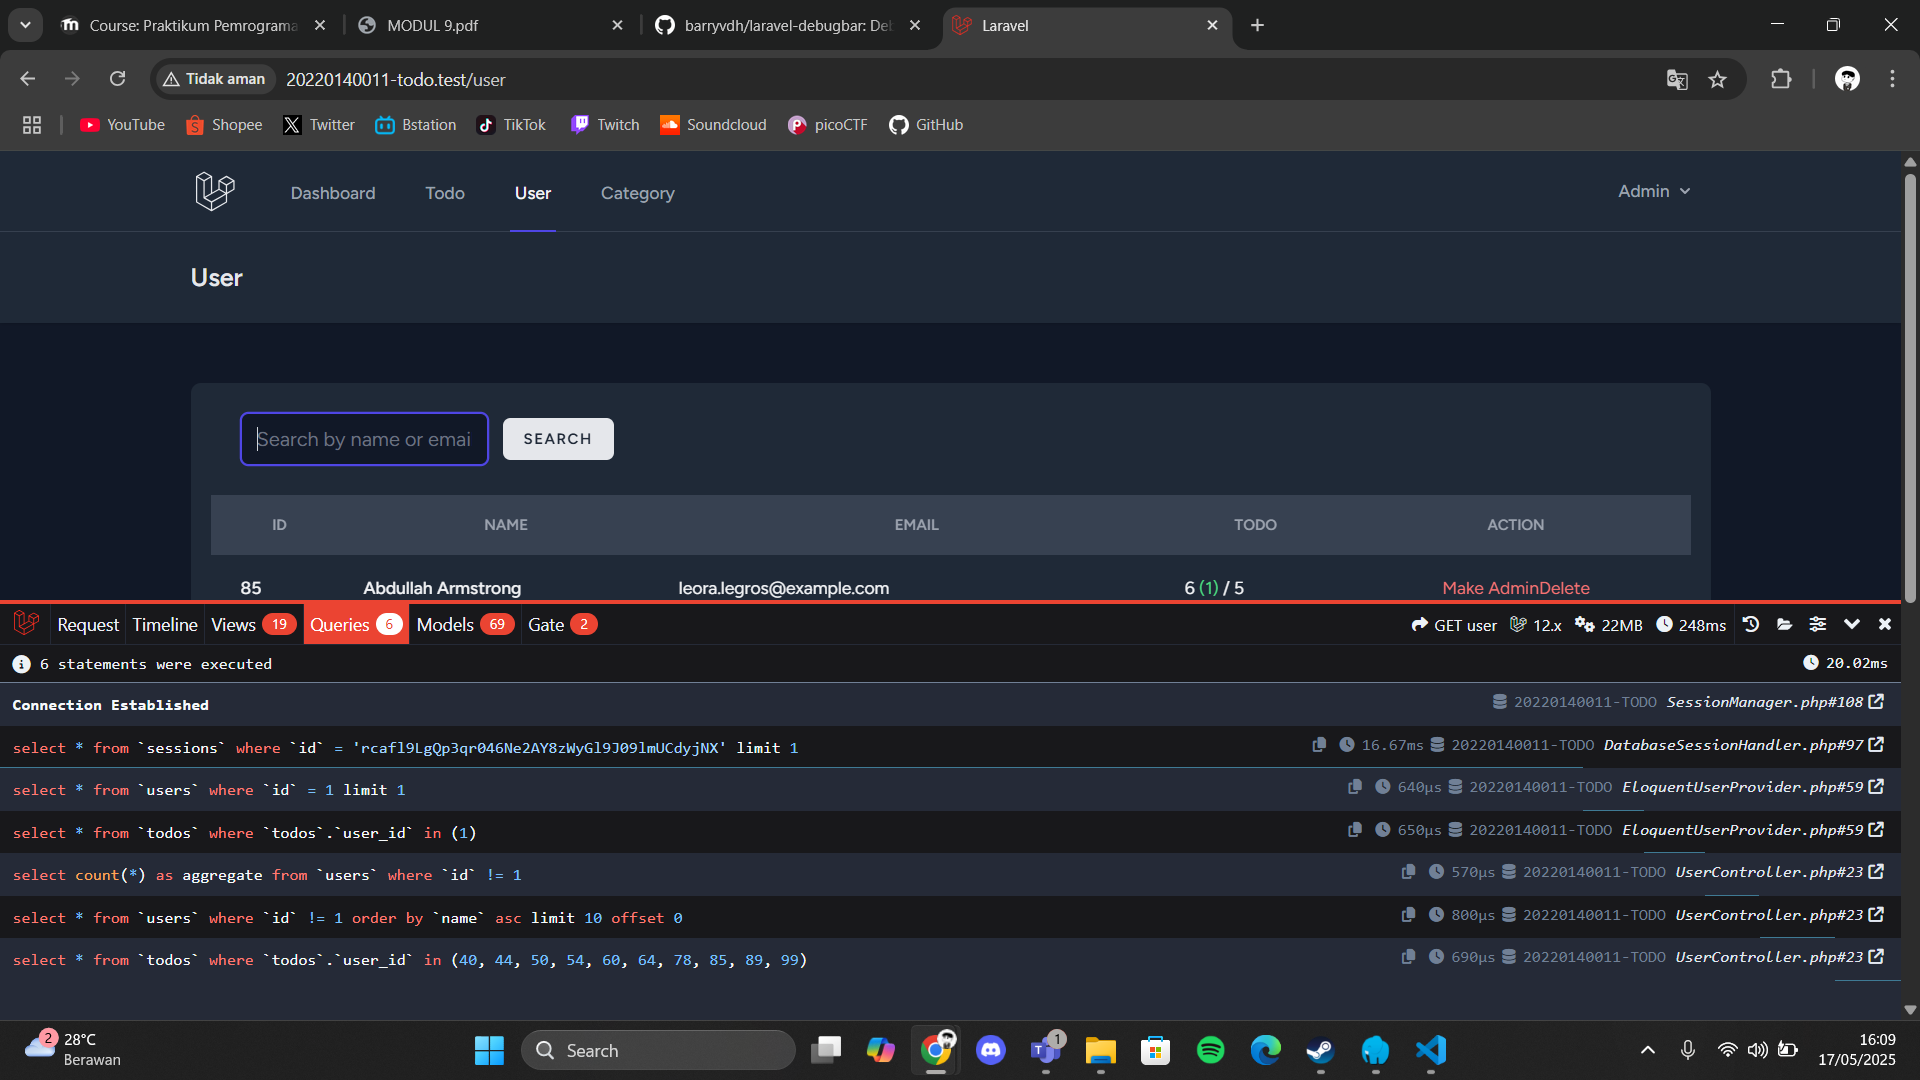 Course: Praktikum Pemrograma
MODUL 9.pdf
barryvdh/laravel-debugbar: Deb
Laravel
Tidak aman
20220140011-todo.test/user
YouTube
Shopee
Twitter
Bstation
TikTok
Twitch
Soundcloud
picoCTF
GitHub
Dashboard
Todo
User
Category
Admin
User
Search by name or emai
SEARCH
ID NAME EMAIL TODO ACTION
85 Abdullah Armstrong leora.legros@example.com 6 (1) / 5 Make AdminDelete
Request Timeline Views 19 Queries 6 Models 69 Gate 2 GET user 12.x 22MB 248ms
6 statements were executed 20.02ms
Connection Established 20220140011-TODO SessionManager.php#108
select * from `sessions` where `id` = 'rcafl9LgQp3qr046Ne2AY8zWyGl9J09lmUCdyjNX' limit 1 16.67ms 20220140011-TODO DatabaseSessionHandler.php#97
select * from `users` where `id` = 1 limit 1 640μs 20220140011-TODO EloquentUserProvider.php#59
select * from `todos` where `todos`.`user_id` in (1) 650μs 20220140011-TODO EloquentUserProvider.php#59
select count(*) as aggregate from `users` where `id` != 1 570μs 20220140011-TODO UserController.php#23
select * from `users` where `id` != 1 order by `name` asc limit 10 offset 0 800μs 20220140011-TODO UserController.php#23
select * from `todos` where `todos`.`user_id` in (40, 44, 50, 54, 60, 64, 78, 85, 89, 99) 690μs 20220140011-TODO UserController.php#23
2
28°C
Berawan
Search
1
16:09
17/05/2025